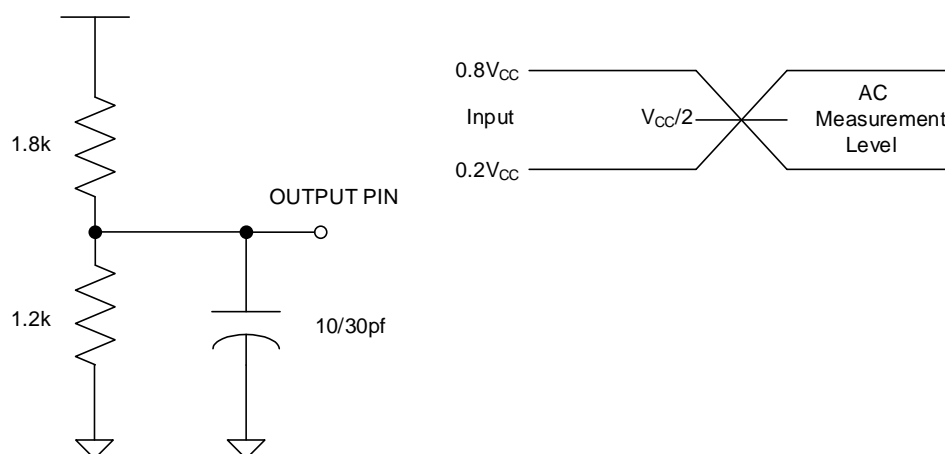 0.8VCC
Input
VCC/2
0.2VCC
AC
Measurement
Level
1.8k
OUTPUT PIN
1.2k
10/30pf